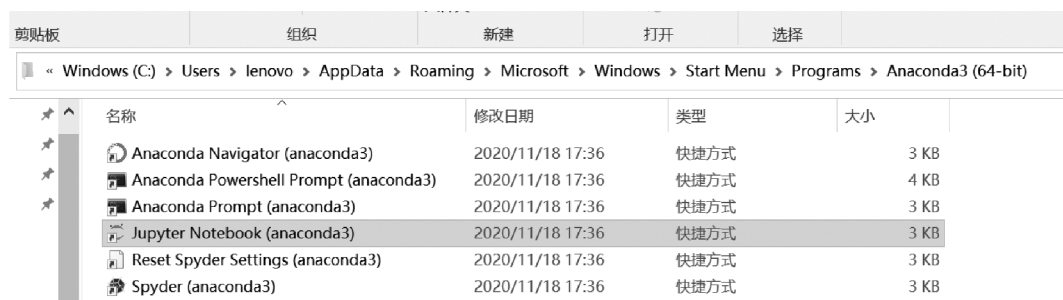 剪贴板 组织 新建 打开 选择
« Windows (C:) > Users > lenovo > AppData > Roaming > Microsoft > Windows > Start Menu > Programs > Anaconda3 (64-bit)
名称 修改日期 类型 大小
Anaconda Navigator (anaconda3) 2020/11/18 17:36 快捷方式 3 KB
Anaconda Powershell Prompt (anaconda3) 2020/11/18 17:36 快捷方式 4 KB
Anaconda Prompt (anaconda3) 2020/11/18 17:36 快捷方式 3 KB
Jupyter Notebook (anaconda3) 2020/11/18 17:36 快捷方式 3 KB
Reset Spyder Settings (anaconda3) 2020/11/18 17:36 快捷方式 3 KB
Spyder (anaconda3) 2020/11/18 17:36 快捷方式 3 KB